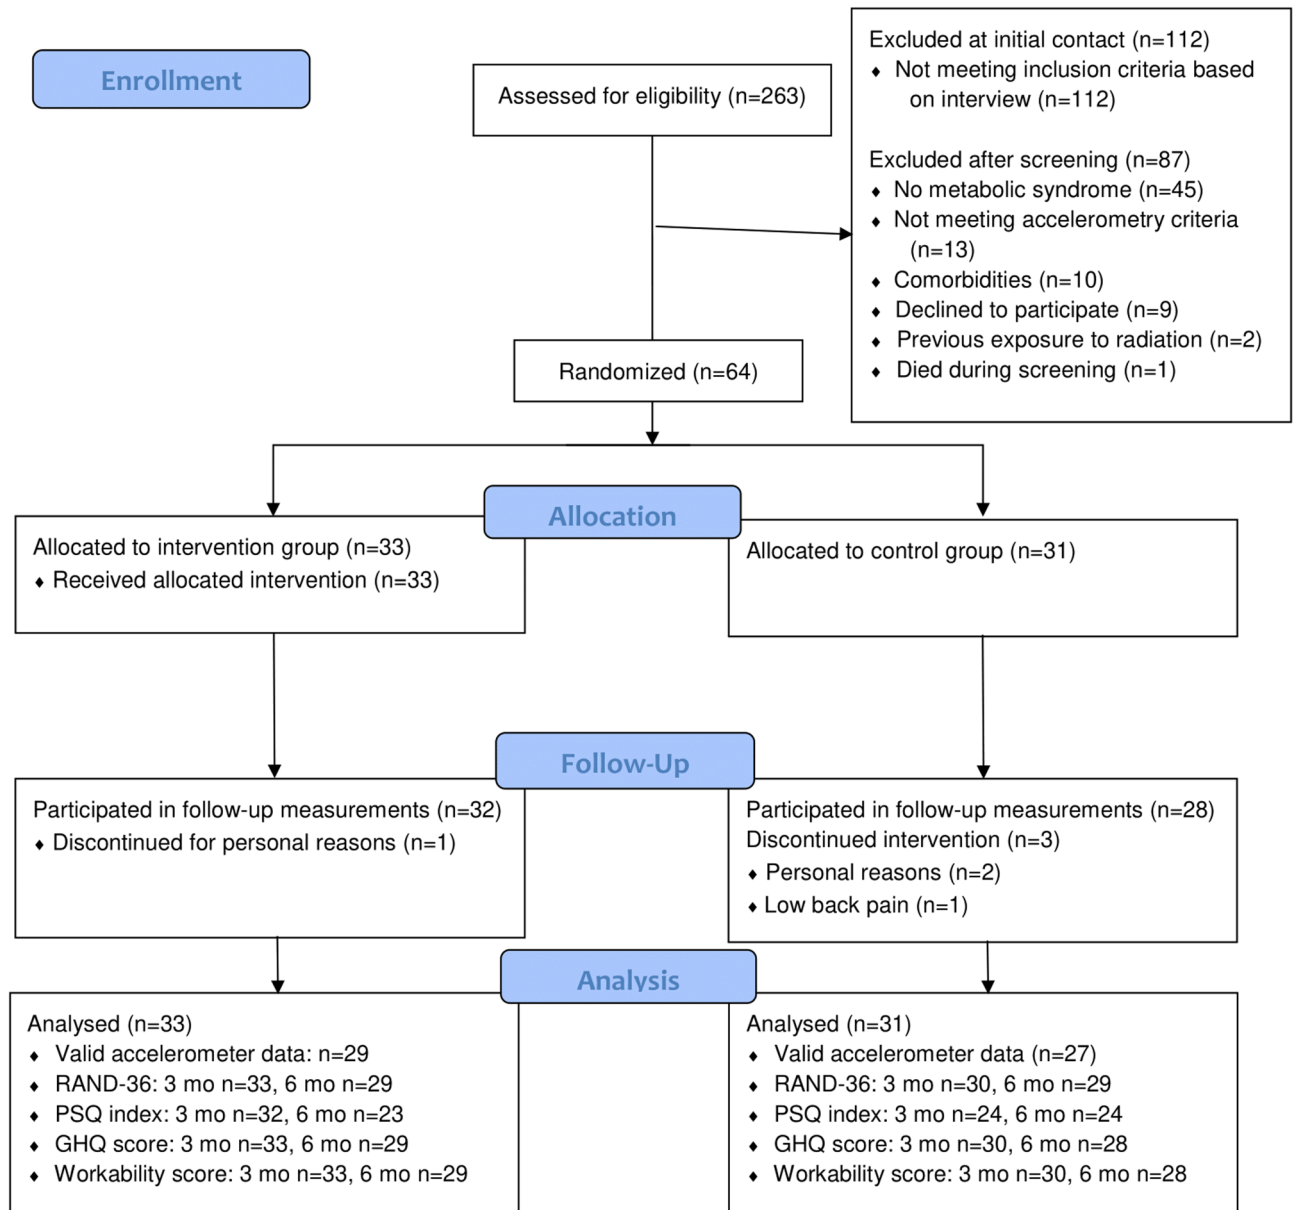 Enrollment
Assessed for eligibility (n=263)
Excluded at initial contact (n=112)
♦ Not meeting inclusion criteria based
on interview (n=112)
Excluded after screening (n=87)
♦ No metabolic syndrome (n=45)
♦ Not meeting accelerometry criteria
(n=13)
♦ Comorbidities (n=10)
♦ Declined to participate (n=9)
♦ Previous exposure to radiation (n=2)
♦ Died during screening (n=1)
Randomized (n=64)
Allocation
Allocated to intervention group (n=33)
♦ Received allocated intervention (n=33)
Allocated to control group (n=31)
Follow-Up
Participated in follow-up measurements (n=32)
♦ Discontinued for personal reasons (n=1)
Participated in follow-up measurements (n=28)
Discontinued intervention (n=3)
♦ Personal reasons (n=2)
♦ Low back pain (n=1)
Analysis
Analysed (n=33)
♦ Valid accelerometer data: n=29
♦ RAND-36: 3 mo n=33, 6 mo n=29
♦ PSQ index: 3 mo n=32, 6 mo n=23
♦ GHQ score: 3 mo n=33, 6 mo n=29
♦ Workability score: 3 mo n=33, 6 mo n=29
Analysed (n=31)
♦ Valid accelerometer data (n=27)
♦ RAND-36: 3 mo n=30, 6 mo n=29
♦ PSQ index: 3 mo n=24, 6 mo n=24
♦ GHQ score: 3 mo n=30, 6 mo n=28
♦ Workability score: 3 mo n=30, 6 mo n=28